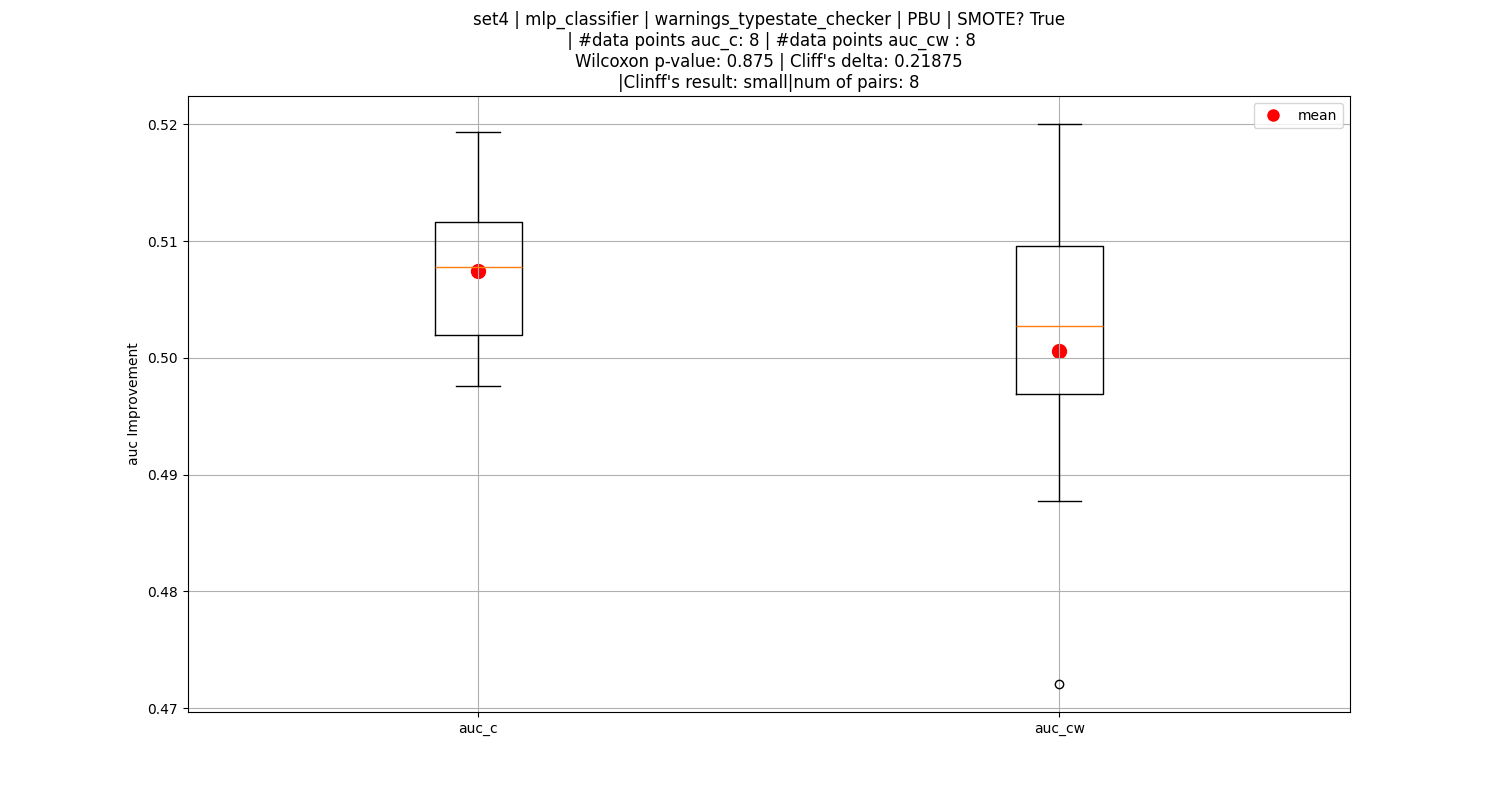 set4 | mlp_classifier | warnings_typestate_checker | PBU | SMOTE? True
| #data points auc_c: 8 | #data points auc_cw : 8
Wilcoxon p-value: 0.875 | Cliff's delta: 0.21875
|Clinff's result: small|num of pairs: 8
mean
0.52
0.51
0.50
0.49
0.48
0.47
auc Improvement
auc_c
auc_cw